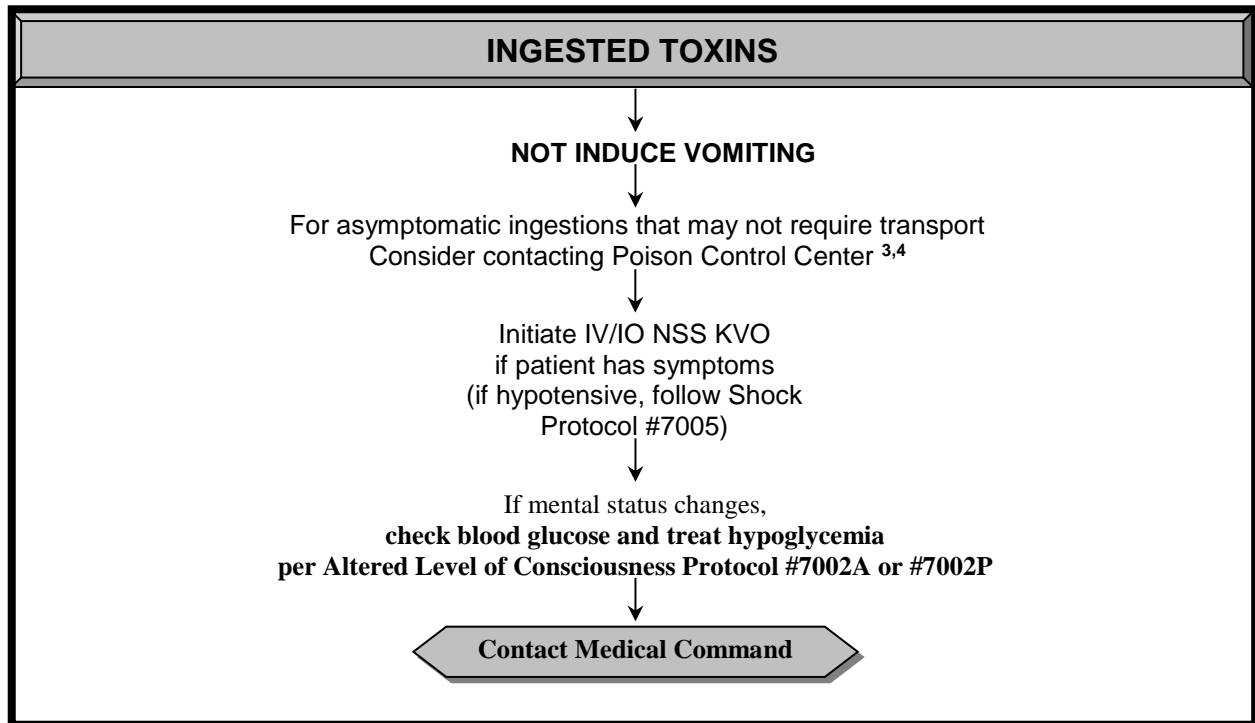 INGESTED TOXINS
NOT INDUCE VOMITING
For asymptomatic ingestions that may not require transport
Consider contacting Poison Control Center 3,4
Initiate IV/IO NSS KVO
if patient has symptoms
(if hypotensive, follow Shock
Protocol #7005)
If mental status changes,
check blood glucose and treat hypoglycemia
per Altered Level of Consciousness Protocol #7002A or #7002P
Contact Medical Command